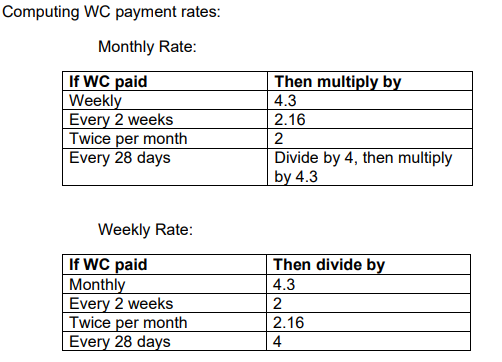 Computing WC payment rates:
Monthly Rate:
If WC paid Then multiply by
Weekly 4.3
Every 2 weeks 2.16
Twice per month 2
Every 28 days Divide by 4, then multiply
by 4.3
Weekly Rate:
If WC paid Then divide by
Monthly 4.3
Every 2 weeks 2
Twice per month 2.16
Every 28 days 4